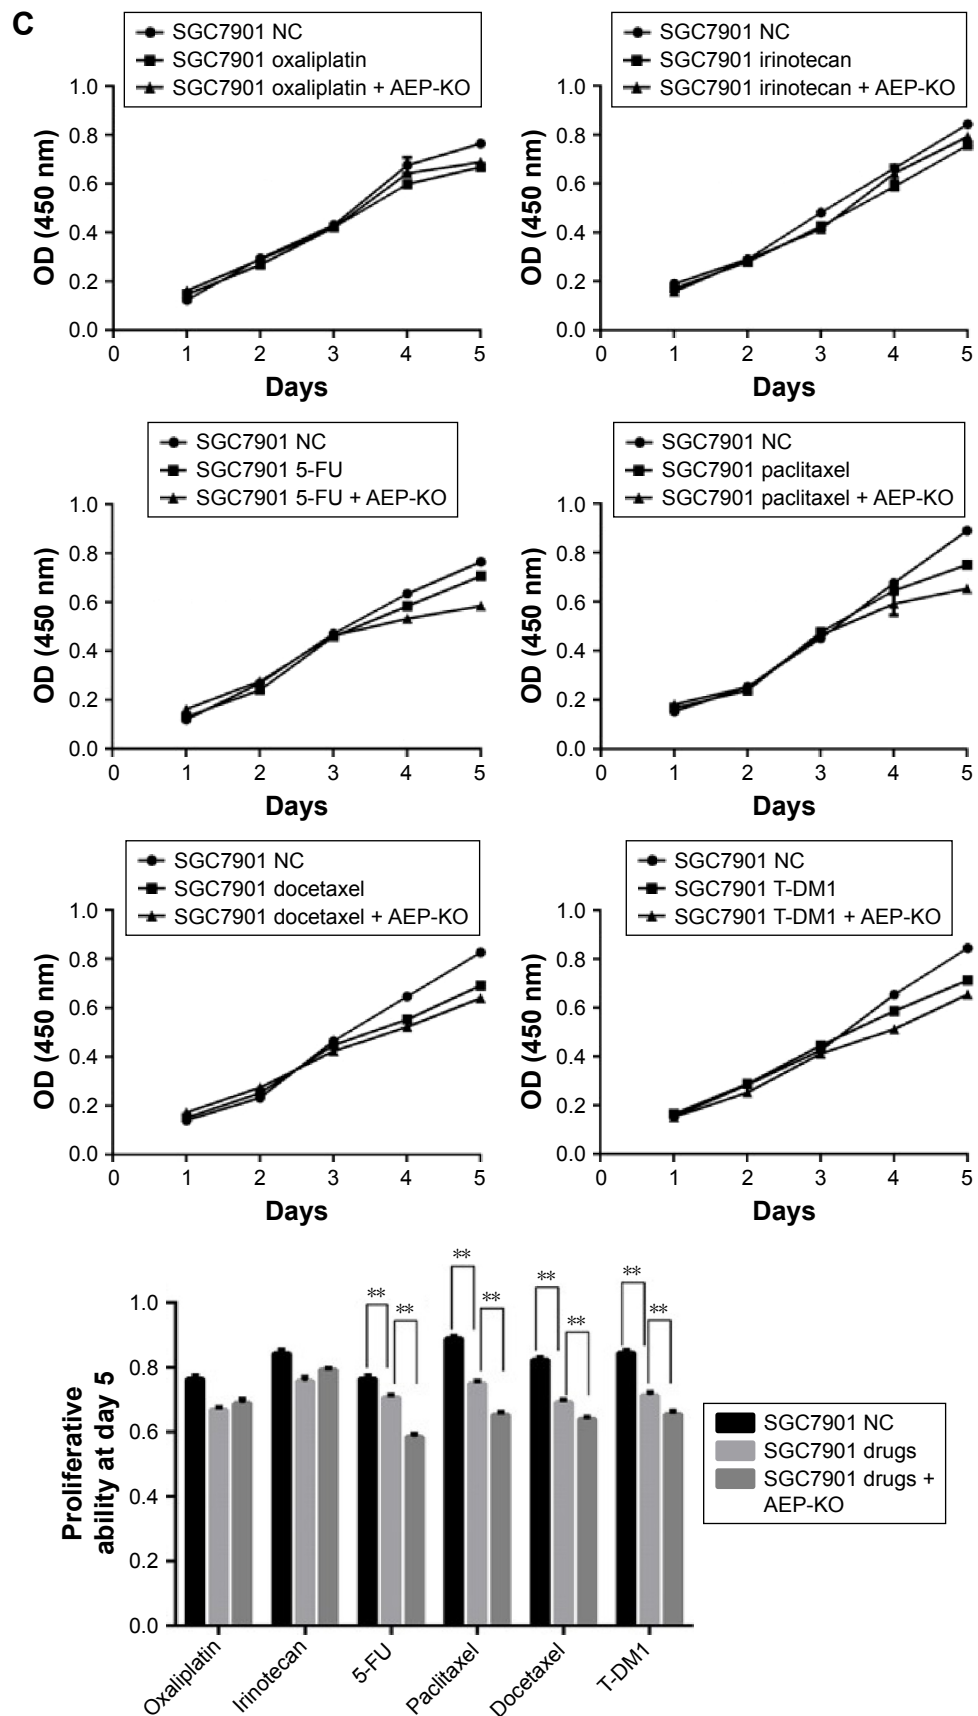 C
SGC7901 NC
SGC7901 oxaliplatin
SGC7901 oxaliplatin + AEP-KO
1.0
0.8
0.6
0.4
0.2
0.0
OD (450 nm)
0 1 2 3 4 5
Days
SGC7901 NC
SGC7901 irinotecan
SGC7901 irinotecan + AEP-KO
1.0
0.8
0.6
0.4
0.2
0.0
OD (450 nm)
0 1 2 3 4 5
Days
SGC7901 NC
SGC7901 5-FU
SGC7901 5-FU + AEP-KO
1.0
0.8
0.6
0.4
0.2
0.0
OD (450 nm)
0 1 2 3 4 5
Days
SGC7901 NC
SGC7901 paclitaxel
SGC7901 paclitaxel + AEP-KO
1.0
0.8
0.6
0.4
0.2
0.0
OD (450 nm)
0 1 2 3 4 5
Days
SGC7901 NC
SGC7901 docetaxel
SGC7901 docetaxel + AEP-KO
1.0
0.8
0.6
0.4
0.2
0.0
OD (450 nm)
0 1 2 3 4 5
Days
SGC7901 NC
SGC7901 T-DM1
SGC7901 T-DM1 + AEP-KO
1.0
0.8
0.6
0.4
0.2
0.0
OD (450 nm)
0 1 2 3 4 5
Days
** ** ** ** ** ** ** **
1.0
0.8
0.6
0.4
0.2
0.0
Proliferative
ability at day 5
Oxaliplatin
Irinotecan
5-FU
Paclitaxel
Docetaxel
T-DM1
SGC7901 NC
SGC7901 drugs
SGC7901 drugs +
AEP-KO